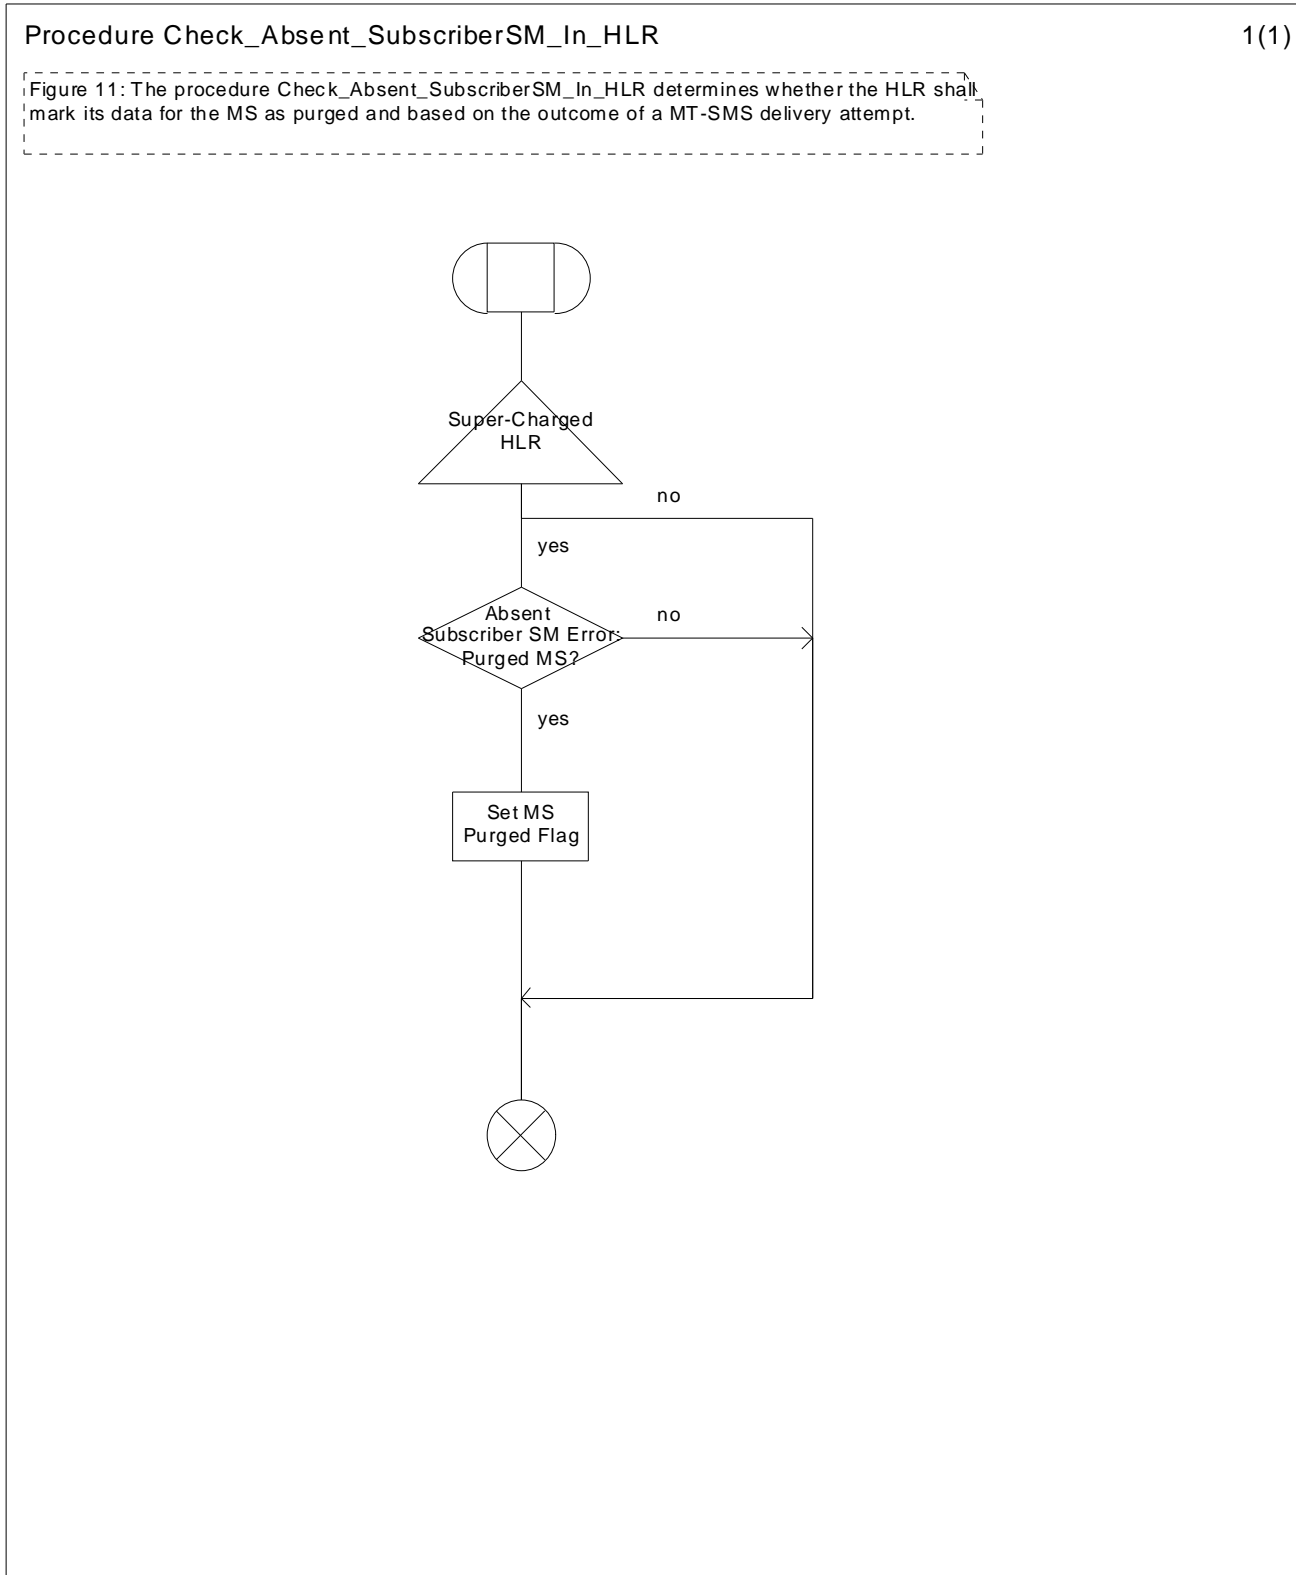 Procedure Check_Absent_SubscriberSM_In_HLR
1(1)
Figure 11: The procedure Check_Absent_SubscriberSM_In_HLR determines whether the HLR shall
mark its data for the MS as purged and based on the outcome of a MT-SMS delivery attempt.
Super-Charged
HLR
no
yes
Absent
Subscriber SM Error:
Purged MS?
no
yes
Set MS
Purged Flag